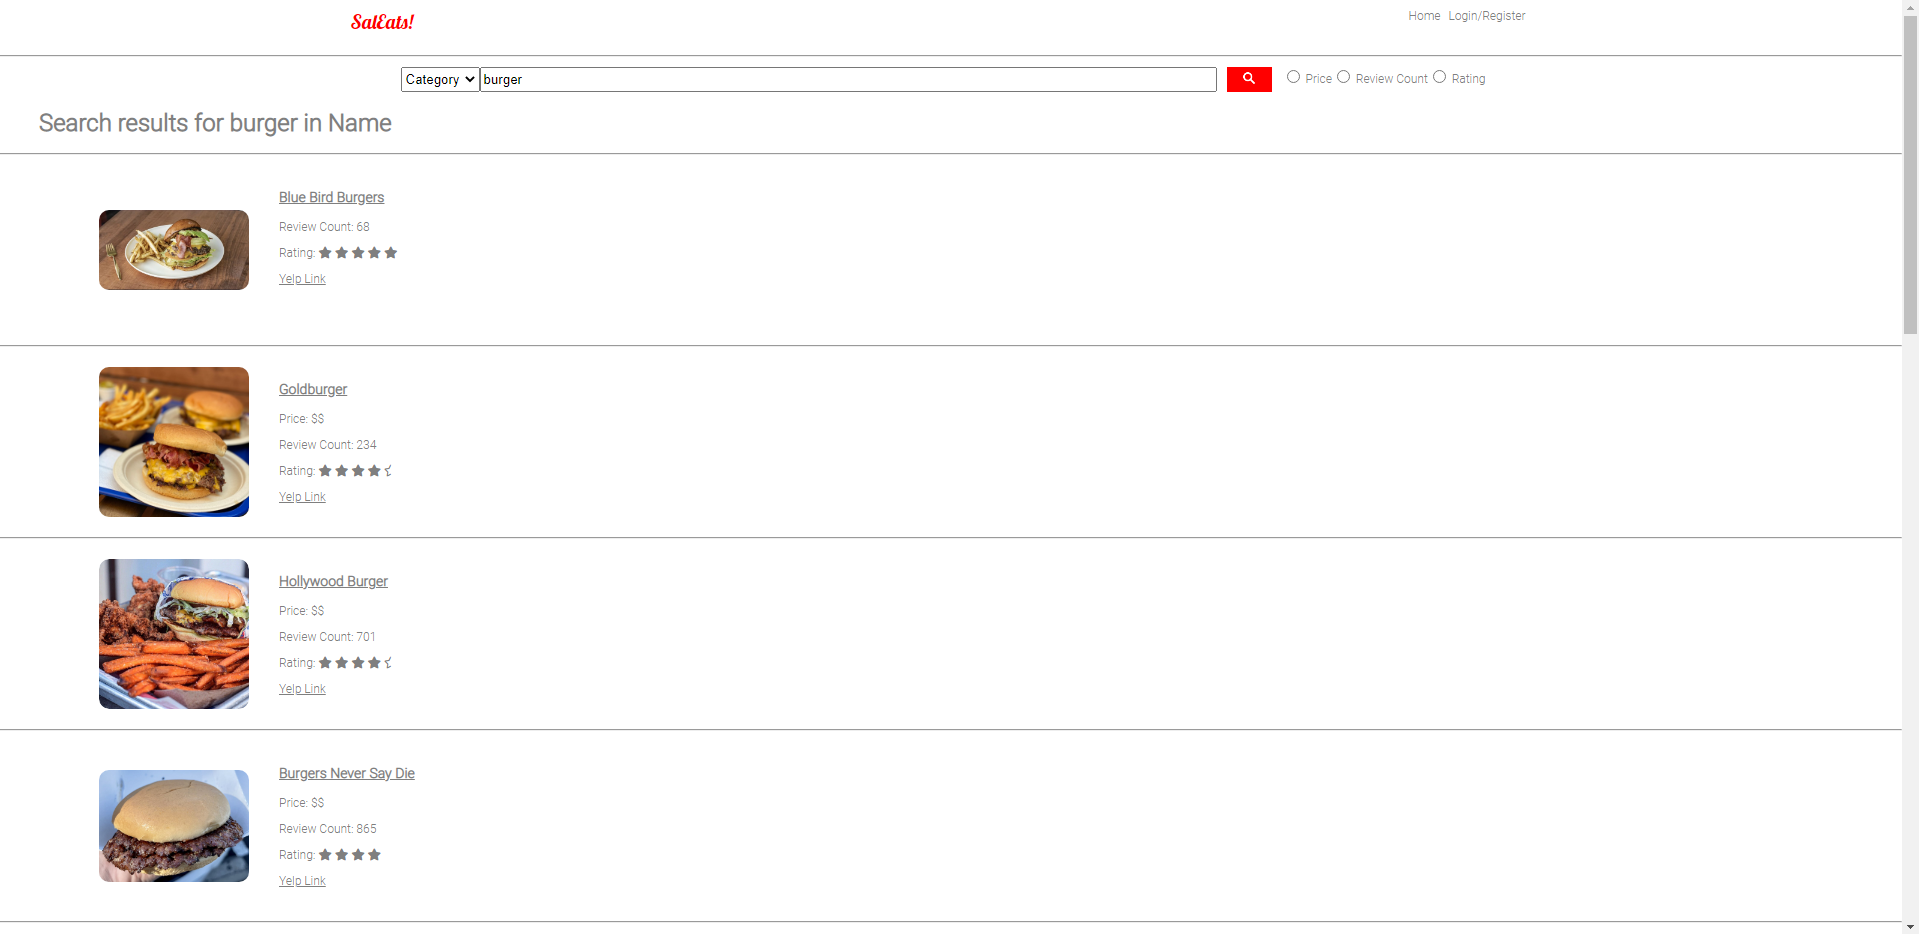 SalEats!
Home Login/Register
Category burger Price Review Count Rating
Search results for burger in Name
Blue Bird Burgers
Review Count: 68
Rating:
Yelp Link
Goldburger
Price: $$
Review Count: 234
Rating:
Yelp Link
Hollywood Burger
Price: $$
Review Count: 701
Rating:
Yelp Link
Burgers Never Say Die
Price: $$
Review Count: 865
Rating:
Yelp Link